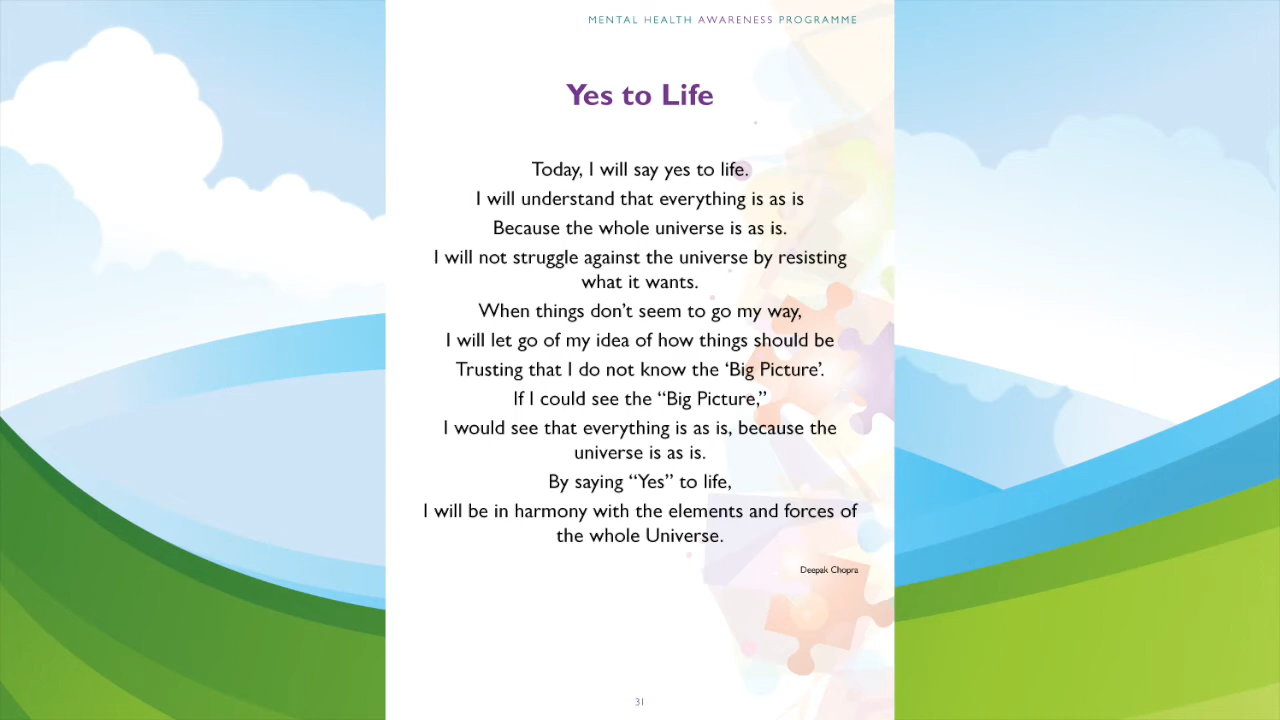 MENTAL HEALTH AWARENESS PROGRAMME
Yes to Life
Today, I will say yes to life.
I will understand that everything is as is
Because the whole universe is as is.
I will not struggle against the universe by resisting
what it wants.
When things don’t seem to go my way,
I will let go of my idea of how things should be
Trusting that I do not know the ‘Big Picture’.
If I could see the “Big Picture,”
I would see that everything is as is, because the
universe is as is.
By saying “Yes” to life,
I will be in harmony with the elements and forces of
the whole Universe.
Deepak Chopra
31